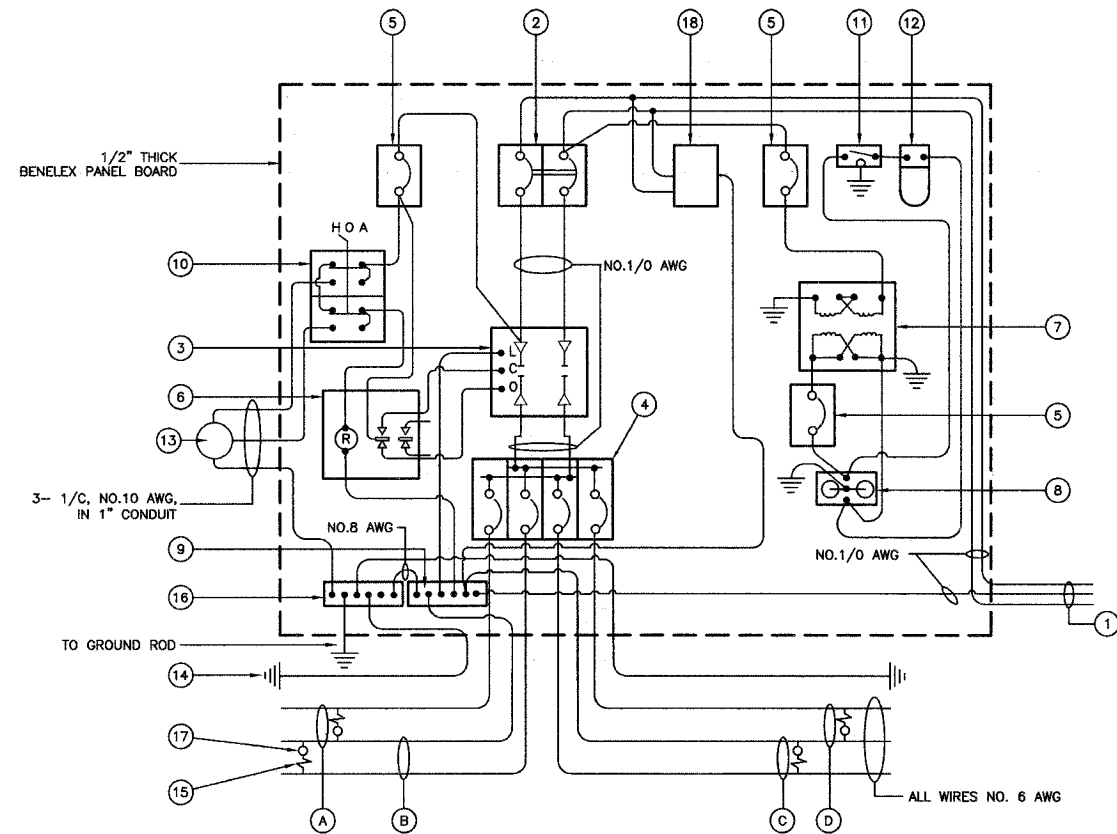 5
2
18
5
11
12
1/2" THICK
BENELEX PANEL BOARD
H O A
10
NO.1/0 AWG
7
3
L
C
O
6
4
5
13
R
3- 1/C, NO.10 AWG,
IN 1" CONDUIT
8
NO.8 AWG
9
NO.1/0 AWG
16
1
TO GROUND ROD
14
17
15
ALL WIRES NO. 6 AWG
A
B
C
D